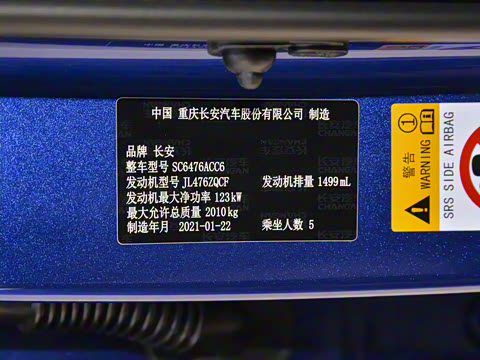 中国 重庆长安汽车股份有限公司 制造
品牌 长安
整车型号 SC6476ACC6
发动机型号 JL476ZQCF 发动机排量 1499mL
发动机最大净功率 123kW
最大允许总质量 2010kg
制造年月 2021-01-22 乘坐人数 5
警告
WARNING
SRS SIDE AIRBAG